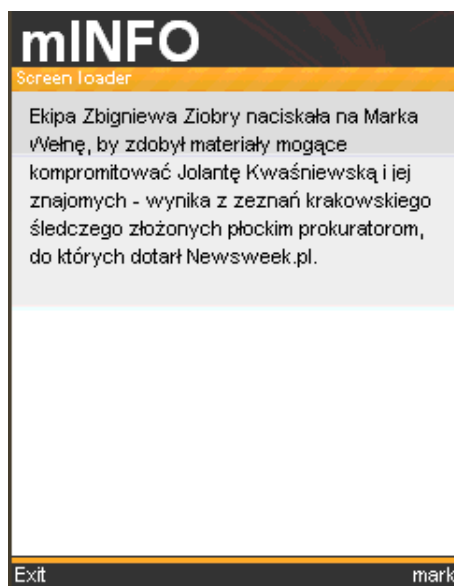 mINFO
Screen loader
Ekipa Zbigniewa Ziobry naciskała na Marka
Wełnę, by zdobył materiały mogące
kompromitować Jolantę Kwaśniewską i jej
znajomych - wynika z zeznań krakowskiego
śledczego złożonych płockim prokuratorom,
do których dotarł Newsweek.pl.
Exit mark